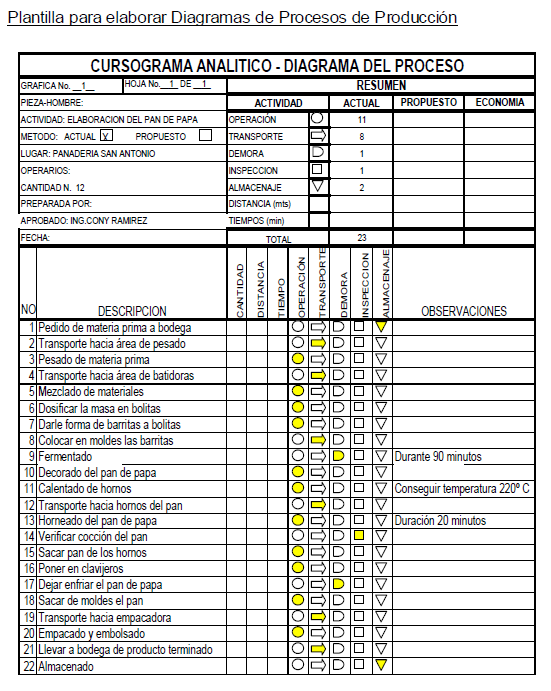 Plantilla para elaborar Diagramas de Procesos de Producción
CURSOGRAMA ANALITICO - DIAGRAMA DEL PROCESO
GRAFICA No. __1__ HOJA No.__1_ DE __1_ RESUMEN
PIEZA-HOMBRE: ACTIVIDAD ACTUAL PROPUESTO ECONOMIA
ACTIVIDAD: ELABORACION DEL PAN DE PAPA OPERACIÓN 11
METODO: ACTUAL X PROPUESTO TRANSPORTE 8
LUGAR: PANADERIA SAN ANTONIO DEMORA 1
OPERARIOS: INSPECCION 1
CANTIDAD N. 12 ALMACENAJE 2
PREPARADA POR: DISTANCIA (mts)
APROBADO: ING.CONY RAMIREZ TIEMPOS (min)
FECHA: TOTAL 23
NO DESCRIPCION CANTIDAD DISTANCIA TIEMPO OPERACIÓN TRANSPORTE DEMORA INSPECCION ALMACENAJE OBSERVACIONES
1 Pedido de materia prima a bodega
2 Transporte hacia área de pesado
3 Pesado de materia prima
4 Transporte hacia área de batidoras
5 Mezclado de materiales
6 Dosificar la masa en bolitas
7 Darle forma de barritas a bolitas
8 Colocar en moldes las barritas
9 Fermentado Durante 90 minutos
10 Decorado del pan de papa
11 Calentado de hornos Conseguir temperatura 220º C
12 Transporte hacia hornos del pan
13 Horneado del pan de papa Duración 20 minutos
14 Verificar cocción del pan
15 Sacar pan de los hornos
16 Poner en clavijeros
17 Dejar enfriar el pan de papa
18 Sacar de moldes el pan
19 Transporte hacia empacadora
20 Empacado y embolsado
21 Llevar a bodega de producto terminado
22 Almacenado